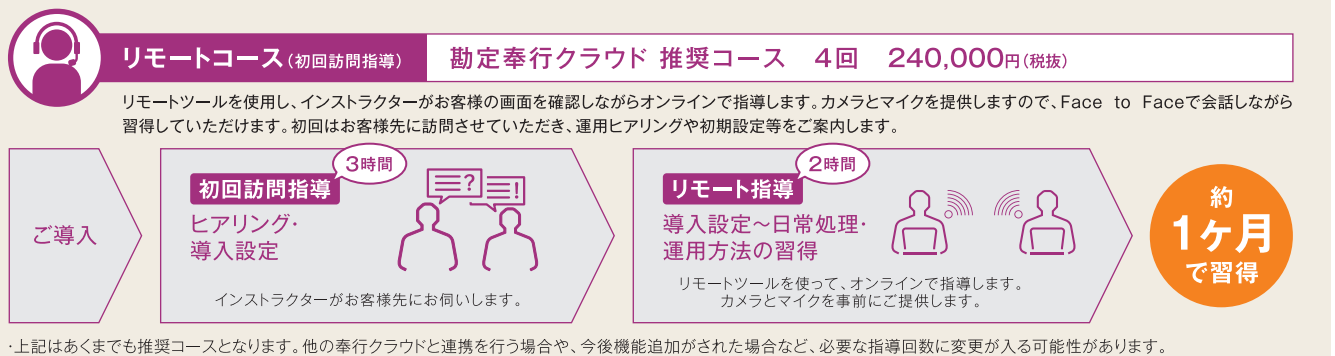 リモートコース(初回訪問指導) 勘定奉行クラウド 推奨コース 4回 240,000円(税抜)
リモートツールを使用し、インストラクターがお客様の画面を確認しながらオンラインで指導します。カメラとマイクを提供しますので、Face to Faceで会話しながら
習得していただけます。初回はお客様先に訪問させていただき、運用ヒアリングや初期設定等をご案内します。
ご導入
3時間
初回訪問指導
ヒアリング・
導入設定
?
!
インストラクターがお客様先にお伺いします。
2時間
リモート指導
導入設定〜日常処理・
運用方法の習得
リモートツールを使って、オンラインで指導します。
カメラとマイクを事前にご提供します。
約
1ヶ月
で習得
・上記はあくまでも推奨コースとなります。他の奉行クラウドと連携を行う場合や、今後機能追加がされた場合など、必要な指導回数に変更が入る可能性があります。